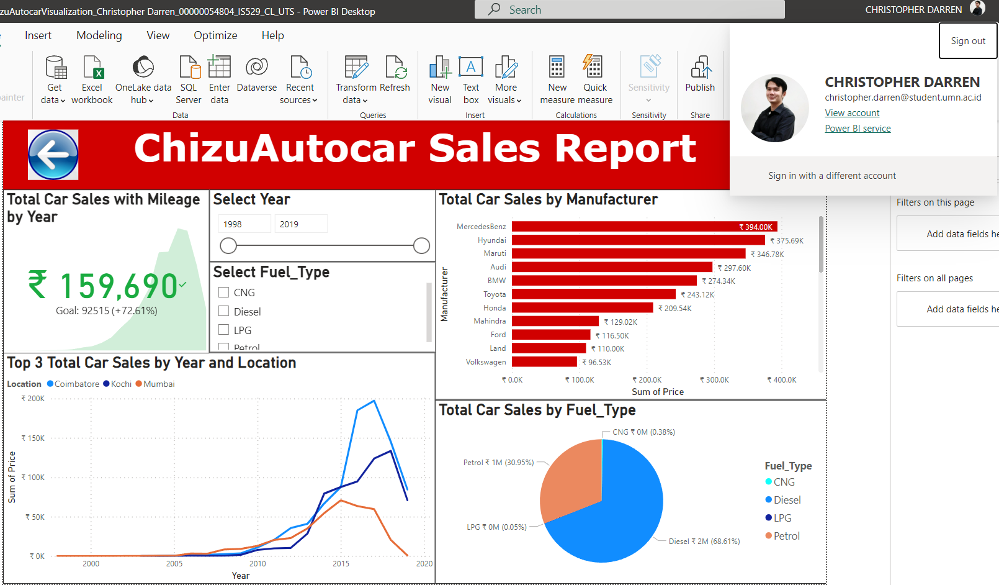 zuAutocarVisualization_Christopher Darren_00000054804_IS529_CL_UTS - Power BI Desktop
Search
CHRISTOPHER DARREN
Insert
Modeling
View
Optimize
Help
Sign out
ainter
Get data
Excel workbook
OneLake data hub
SQL Server
Enter data
Dataverse
Recent sources
Data
Transform data
Refresh
Queries
New visual
Text box
More visuals
Insert
New measure
Quick measure
Calculations
Sensitivity
Sensitivity
Publish
Share
CHRISTOPHER DARREN
christopher.darren@student.umn.ac.id
View account
Power BI service
Sign in with a different account
ChizuAutocar Sales Report
Total Car Sales with Mileage
by Year
₹ 159,690
Goal: 92515 (+72.61%)
Select Year
1998
2019
Select Fuel_Type
CNG
Diesel
LPG
Petrol
Total Car Sales by Manufacturer
Manufacturer
MercedesBenz ₹ 394.00K
Hyundai ₹ 375.69K
Maruti ₹ 346.78K
Audi ₹ 297.60K
BMW ₹ 274.34K
Toyota ₹ 243.12K
Honda ₹ 209.54K
Mahindra ₹ 129.02K
Ford ₹ 116.50K
Land ₹ 110.00K
Volkswagen ₹ 96.53K
₹ 0.0K ₹ 100.0K ₹ 200.0K ₹ 300.0K ₹ 400.0K
Sum of Price
Filters on this page
Add data fields he
Filters on all pages
Add data fields he
Top 3 Total Car Sales by Year and Location
Location Coimbatore Kochi Mumbai
Sum of Price
₹ 200K
₹ 150K
₹ 100K
₹ 50K
₹ 0K
2000 2005 2010 2015 2020
Year
Total Car Sales by Fuel_Type
CNG ₹ 0M (0.38%)
Petrol ₹ 1M (30.95%)
LPG ₹ 0M (0.05%)
Diesel ₹ 2M (68.61%)
Fuel_Type
CNG
Diesel
LPG
Petrol